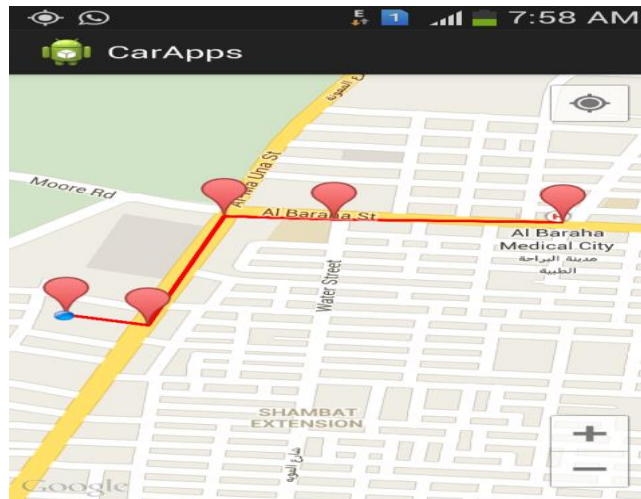 E
1
7:58 AM
CarApps
Moore Rd
Al Baraha St
Al Baraha
Medical City
مدينة البراحة
الطبية
Water Street
SHAMBAT
EXTENSION
Google